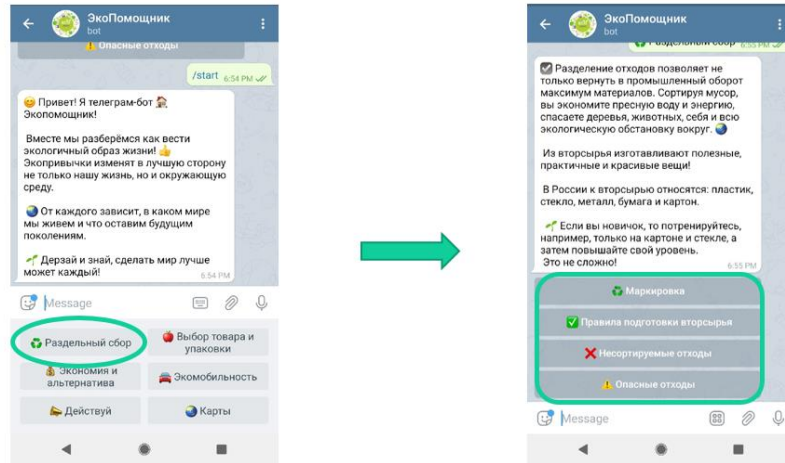 ЭкоПомощник
bot
⚠️ Опасные отходы
/start 6:54 PM
😊 Привет! Я телеграм-бот 🏠
Экопомощник!
Вместе мы разберёмся как вести
экологичный образ жизни! 👍
Экопривычки изменят в лучшую сторону
не только нашу жизнь, но и окружающую
среду.
🌍 От каждого зависит, в каком мире
мы живем и что оставим будущим
поколениям.
🌱 Дерзай и знай, сделать мир лучше
может каждый!
6:54 PM
Message
♻️ Раздельный сбор
🍎 Выбор товара и
упаковки
💰 Экономия и
альтернатива
🚘 Экомобильность
📣 Действуй
🌍 Карты
ЭкоПомощник
bot
♻️ Раздельный сбор 6:55 PM
☑️ Разделение отходов позволяет не
только вернуть в промышленный оборот
максимум материалов. Сортируя мусор,
вы экономите пресную воду и энергию,
спасаете деревья, животных, себя и всю
экологическую обстановку вокруг. 🌍
Из вторсырья изготавливают полезные,
практичные и красивые вещи!
В России к вторсырью относятся: пластик,
стекло, металл, бумага и картон.
🌱 Если вы новичок, то потренируйтесь,
например, только на картоне и стекле, а
затем повышайте свой уровень.
Это не сложно!
6:55 PM
♻️ Маркировка
✅ Правила подготовки вторсырья
❌ Несортируемые отходы
⚠️ Опасные отходы
Message